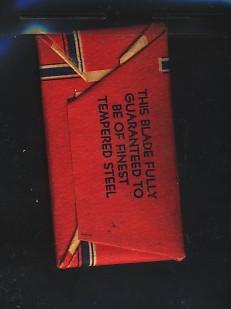 THIS BLADE FULLY
GUARANTEED TO
BE OF FINEST
TEMPERED STEEL